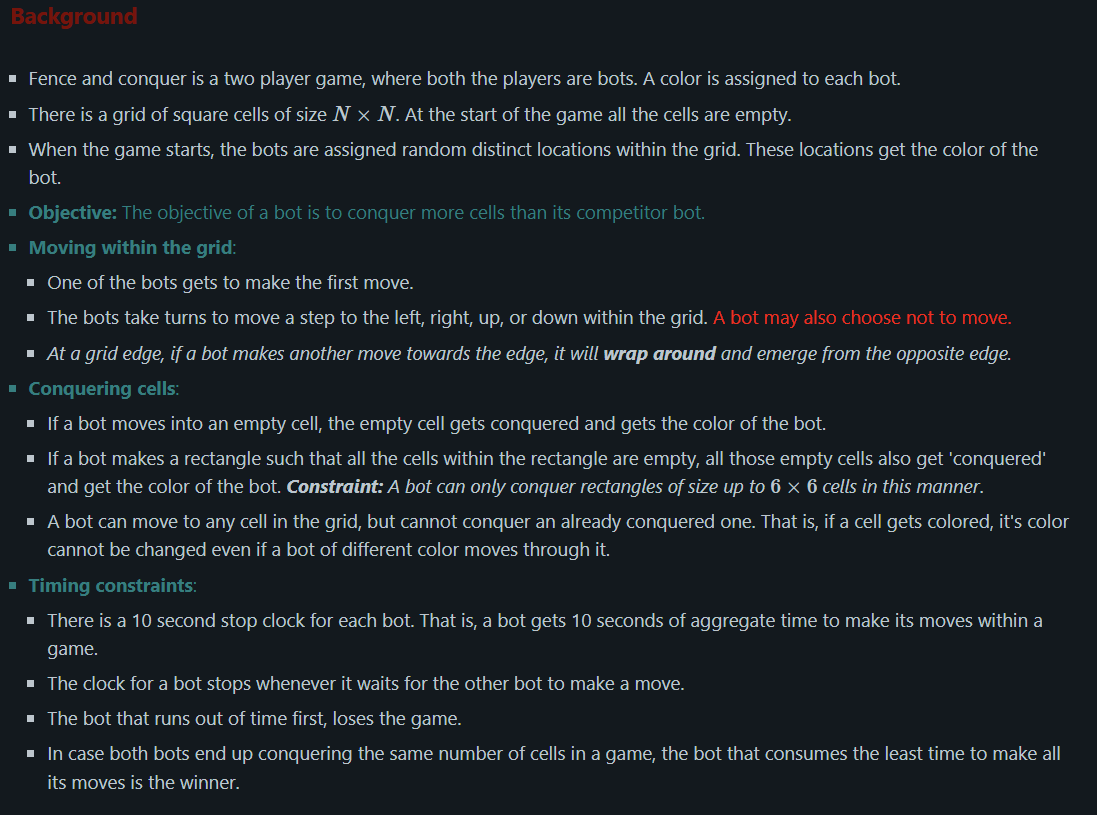 Background
Fence and conquer is a two player game, where both the players are bots. A color is assigned to each bot.
There is a grid of square cells of size N × N. At the start of the game all the cells are empty.
When the game starts, the bots are assigned random distinct locations within the grid. These locations get the color of the
bot.
Objective: The objective of a bot is to conquer more cells than its competitor bot.
Moving within the grid:
One of the bots gets to make the first move.
The bots take turns to move a step to the left, right, up, or down within the grid. A bot may also choose not to move.
At a grid edge, if a bot makes another move towards the edge, it will wrap around and emerge from the opposite edge.
Conquering cells:
If a bot moves into an empty cell, the empty cell gets conquered and gets the color of the bot.
If a bot makes a rectangle such that all the cells within the rectangle are empty, all those empty cells also get 'conquered'
and get the color of the bot. Constraint: A bot can only conquer rectangles of size up to 6 × 6 cells in this manner.
A bot can move to any cell in the grid, but cannot conquer an already conquered one. That is, if a cell gets colored, it's color
cannot be changed even if a bot of different color moves through it.
Timing constraints:
There is a 10 second stop clock for each bot. That is, a bot gets 10 seconds of aggregate time to make its moves within a
game.
The clock for a bot stops whenever it waits for the other bot to make a move.
The bot that runs out of time first, loses the game.
In case both bots end up conquering the same number of cells in a game, the bot that consumes the least time to make all
its moves is the winner.